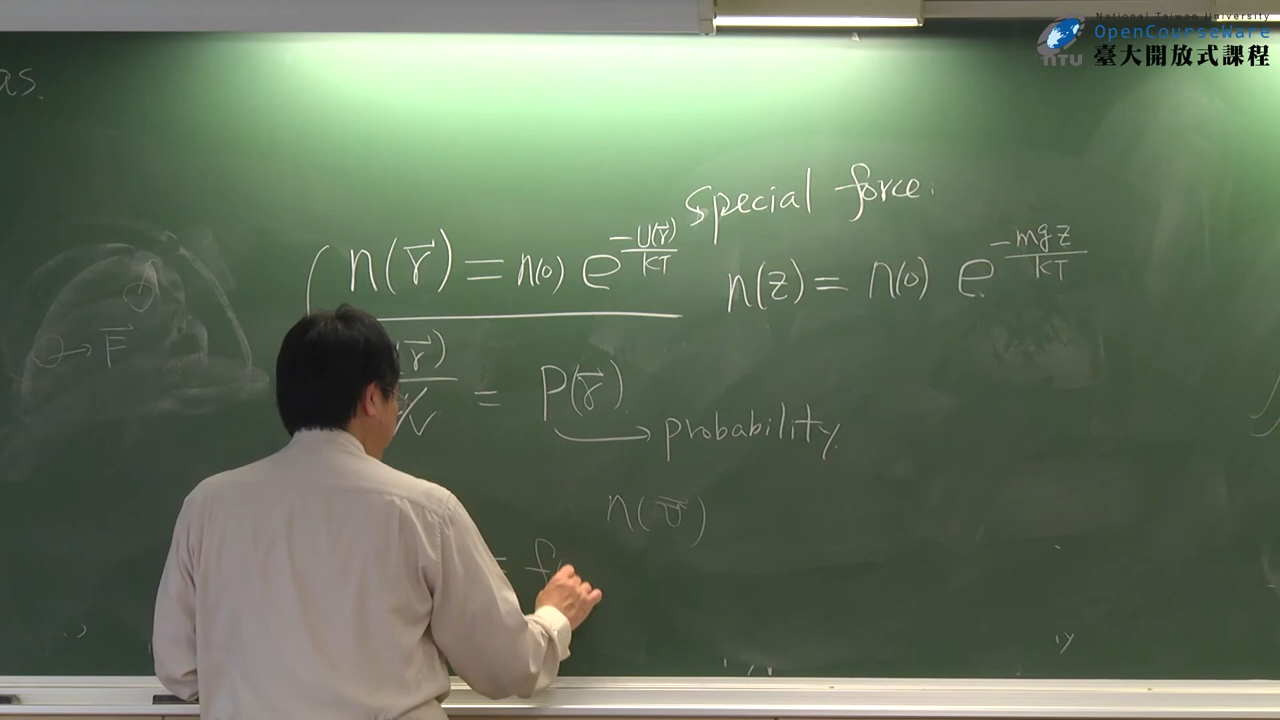 National Taiwan University
OpenCourseWare
NTU 臺大開放式課程
as.
special force.
n(r⃗) = n(0) e^{-U(r⃗)/KT}
n(z) = n(0) e^{-mgz/KT}
F⃗
(r⃗)/V = P(r⃗)
probability
n(v⃗)
= f